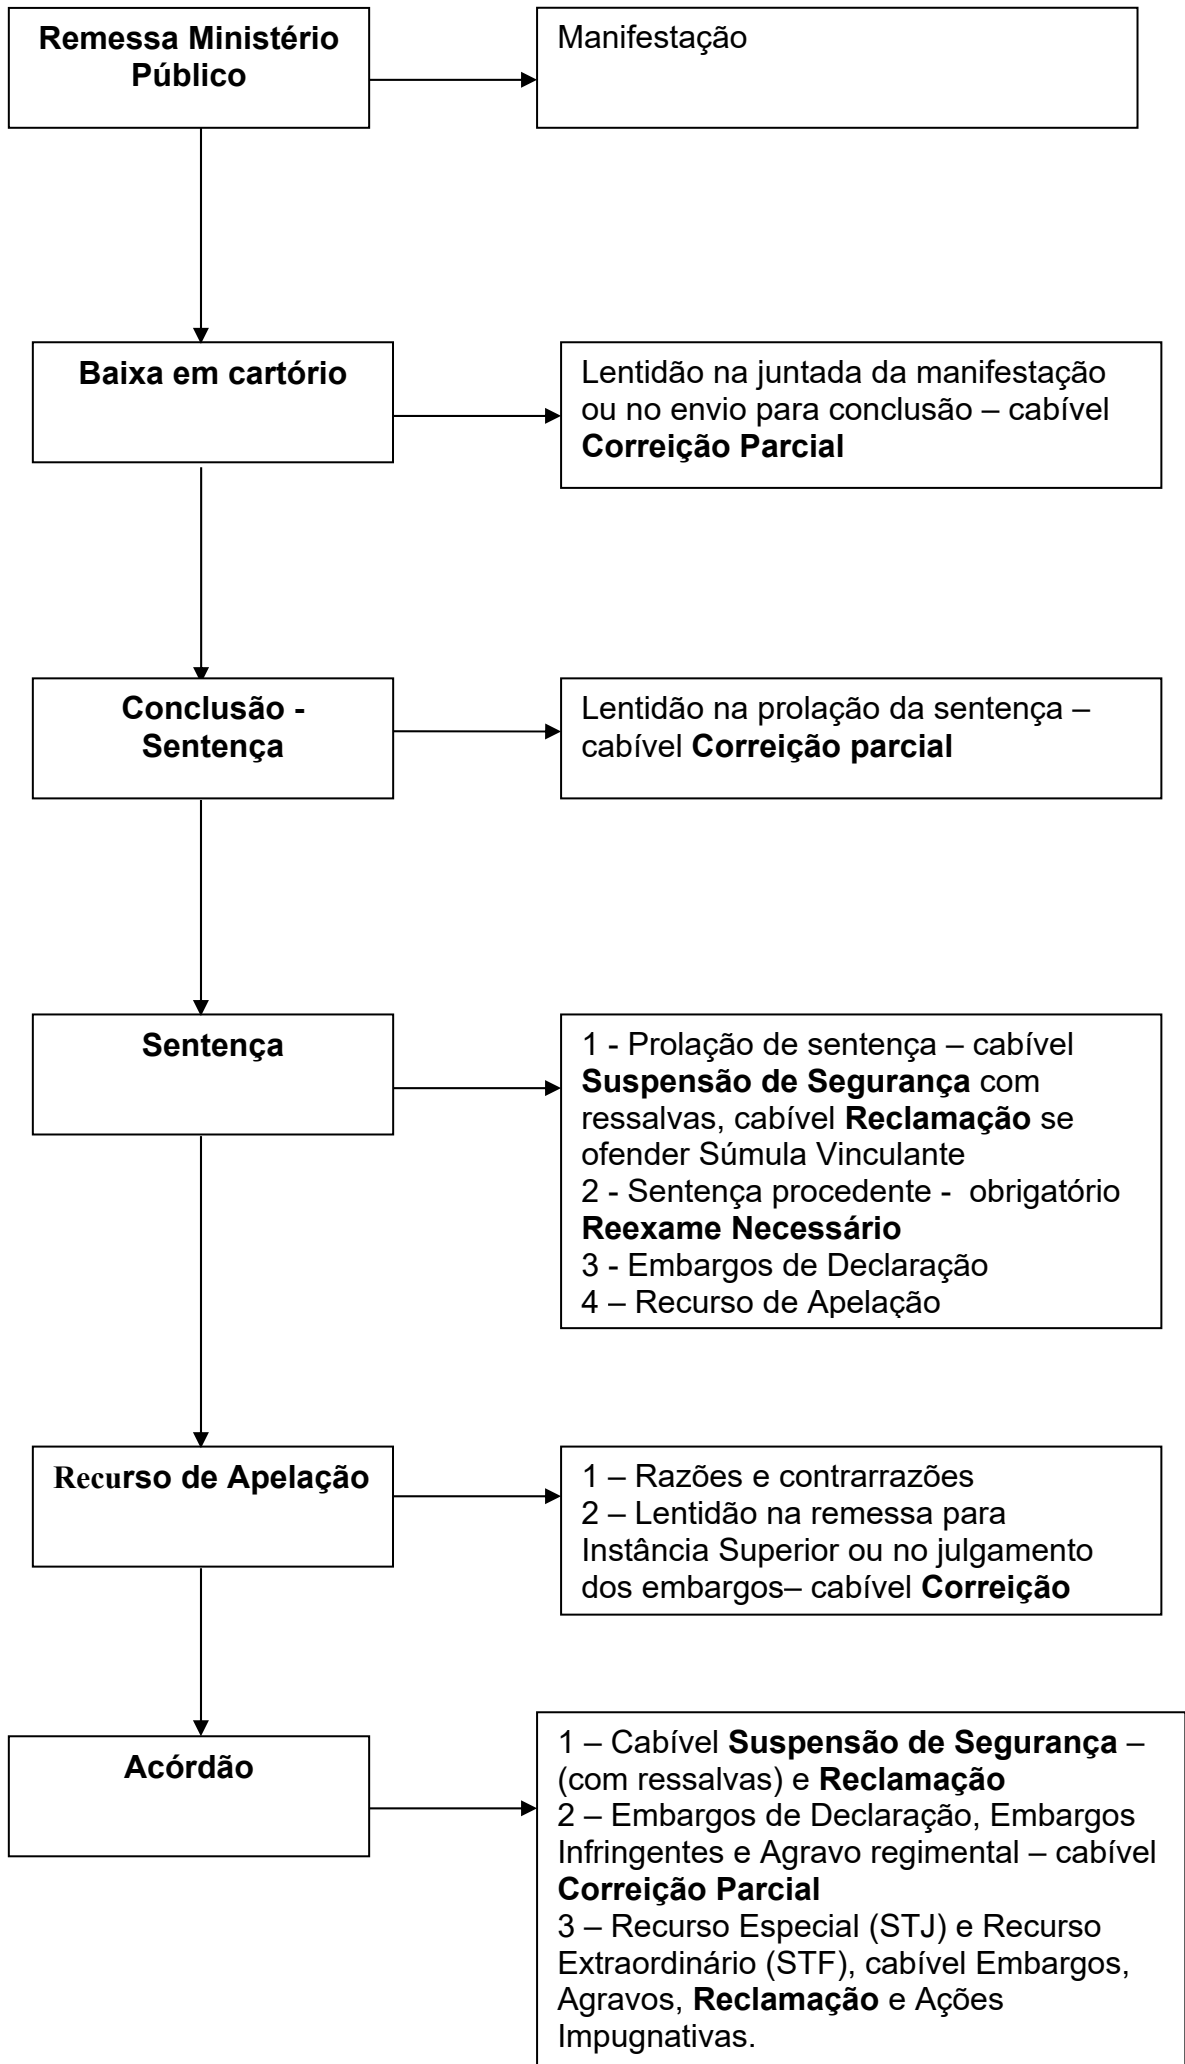 Remessa Ministério
Público
Manifestação
Baixa em cartório
Lentidão na juntada da manifestação
ou no envio para conclusão – cabível
Correição Parcial
Conclusão -
Sentença
Lentidão na prolação da sentença –
cabível Correição parcial
Sentença
1 - Prolação de sentença – cabível
Suspensão de Segurança com
ressalvas, cabível Reclamação se
ofender Súmula Vinculante
2 - Sentença procedente -  obrigatório
Reexame Necessário
3 - Embargos de Declaração
4 – Recurso de Apelação
Recurso de Apelação
1 – Razões e contrarrazões
2 – Lentidão na remessa para
Instância Superior ou no julgamento
dos embargos– cabível Correição
Acórdão
1 – Cabível Suspensão de Segurança –
(com ressalvas) e Reclamação
2 – Embargos de Declaração, Embargos
Infringentes e Agravo regimental – cabível
Correição Parcial
3 – Recurso Especial (STJ) e Recurso
Extraordinário (STF), cabível Embargos,
Agravos, Reclamação e Ações
Impugnativas.